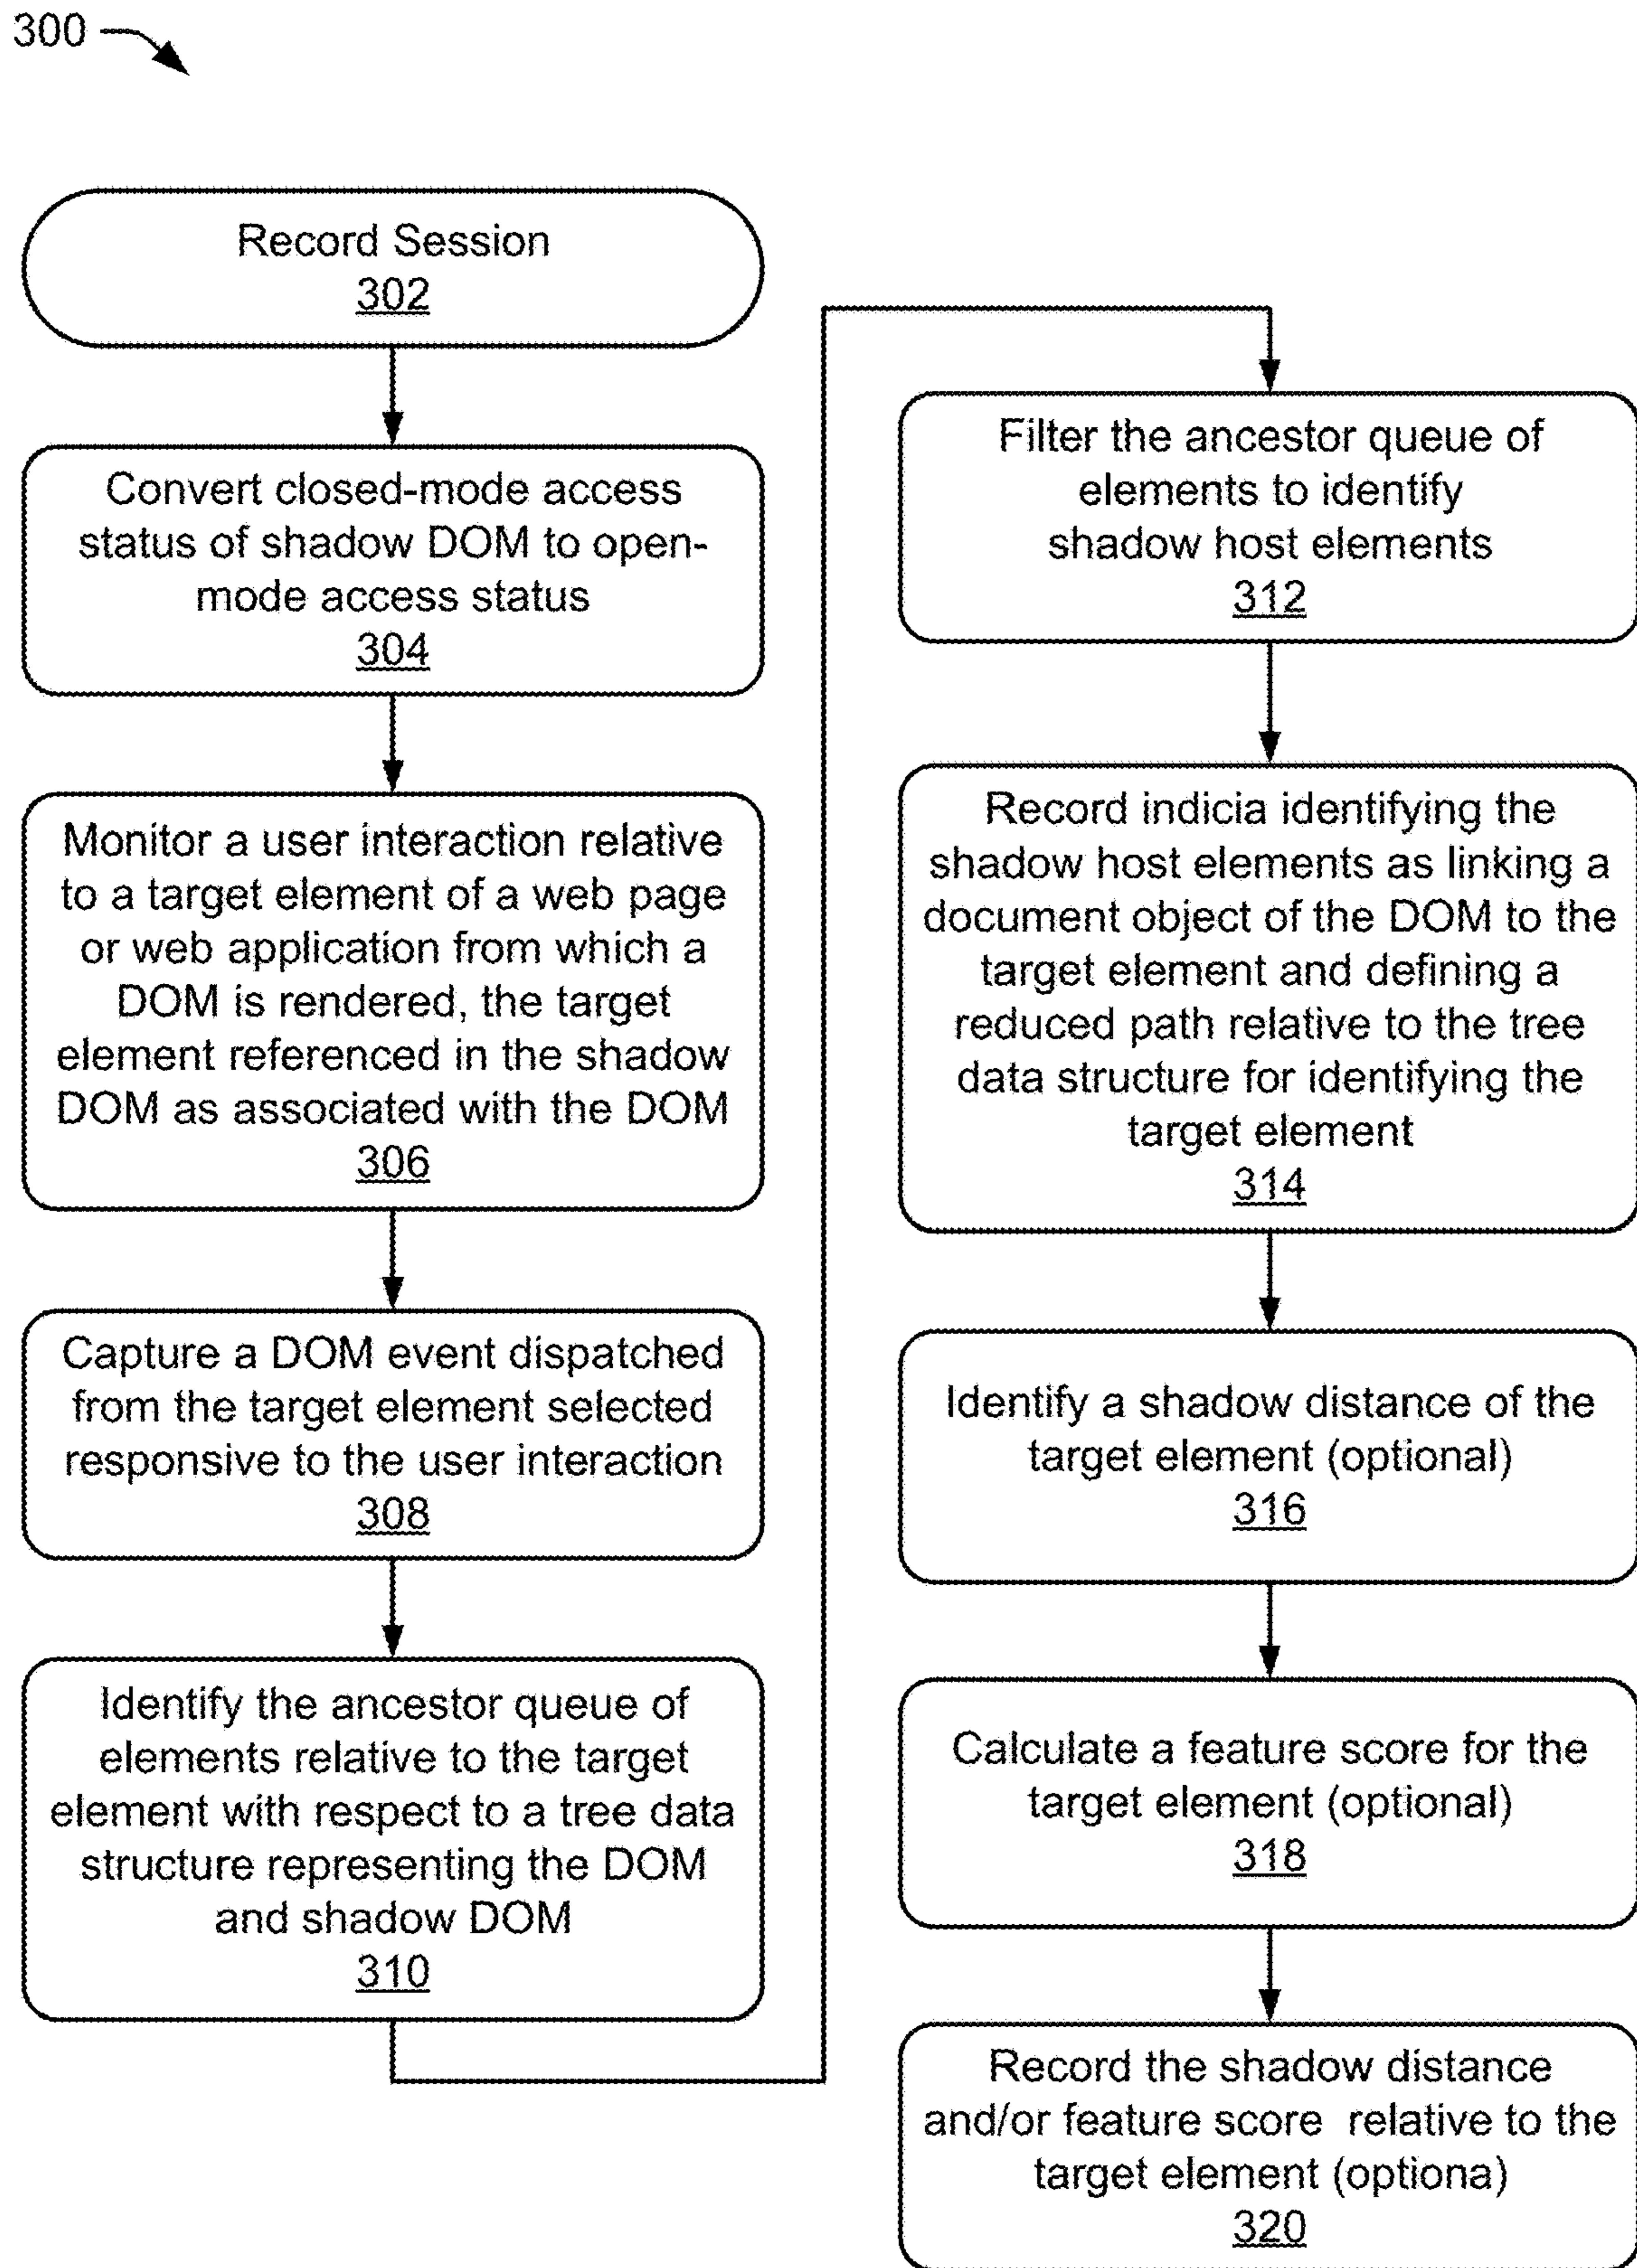 300
Record Session
302
Convert closed-mode access
status of shadow DOM to open-
mode access status
304
Monitor a user interaction relative
to a target element of a web page
or web application from which a
DOM is rendered, the target
element referenced in the shadow
DOM as associated with the DOM
306
Capture a DOM event dispatched
from the target element selected
responsive to the user interaction
308
Identify the ancestor queue of
elements relative to the target
element with respect to a tree data
structure representing the DOM
and shadow DOM
310
Filter the ancestor queue of
elements to identify
shadow host elements
312
Record indicia identifying the
shadow host elements as linking a
document object of the DOM to the
target element and defining a
reduced path relative to the tree
data structure for identifying the
target element
314
Identify a shadow distance of the
target element (optional)
316
Calculate a feature score for the
target element (optional)
318
Record the shadow distance
and/or feature score relative to the
target element (optiona)
320